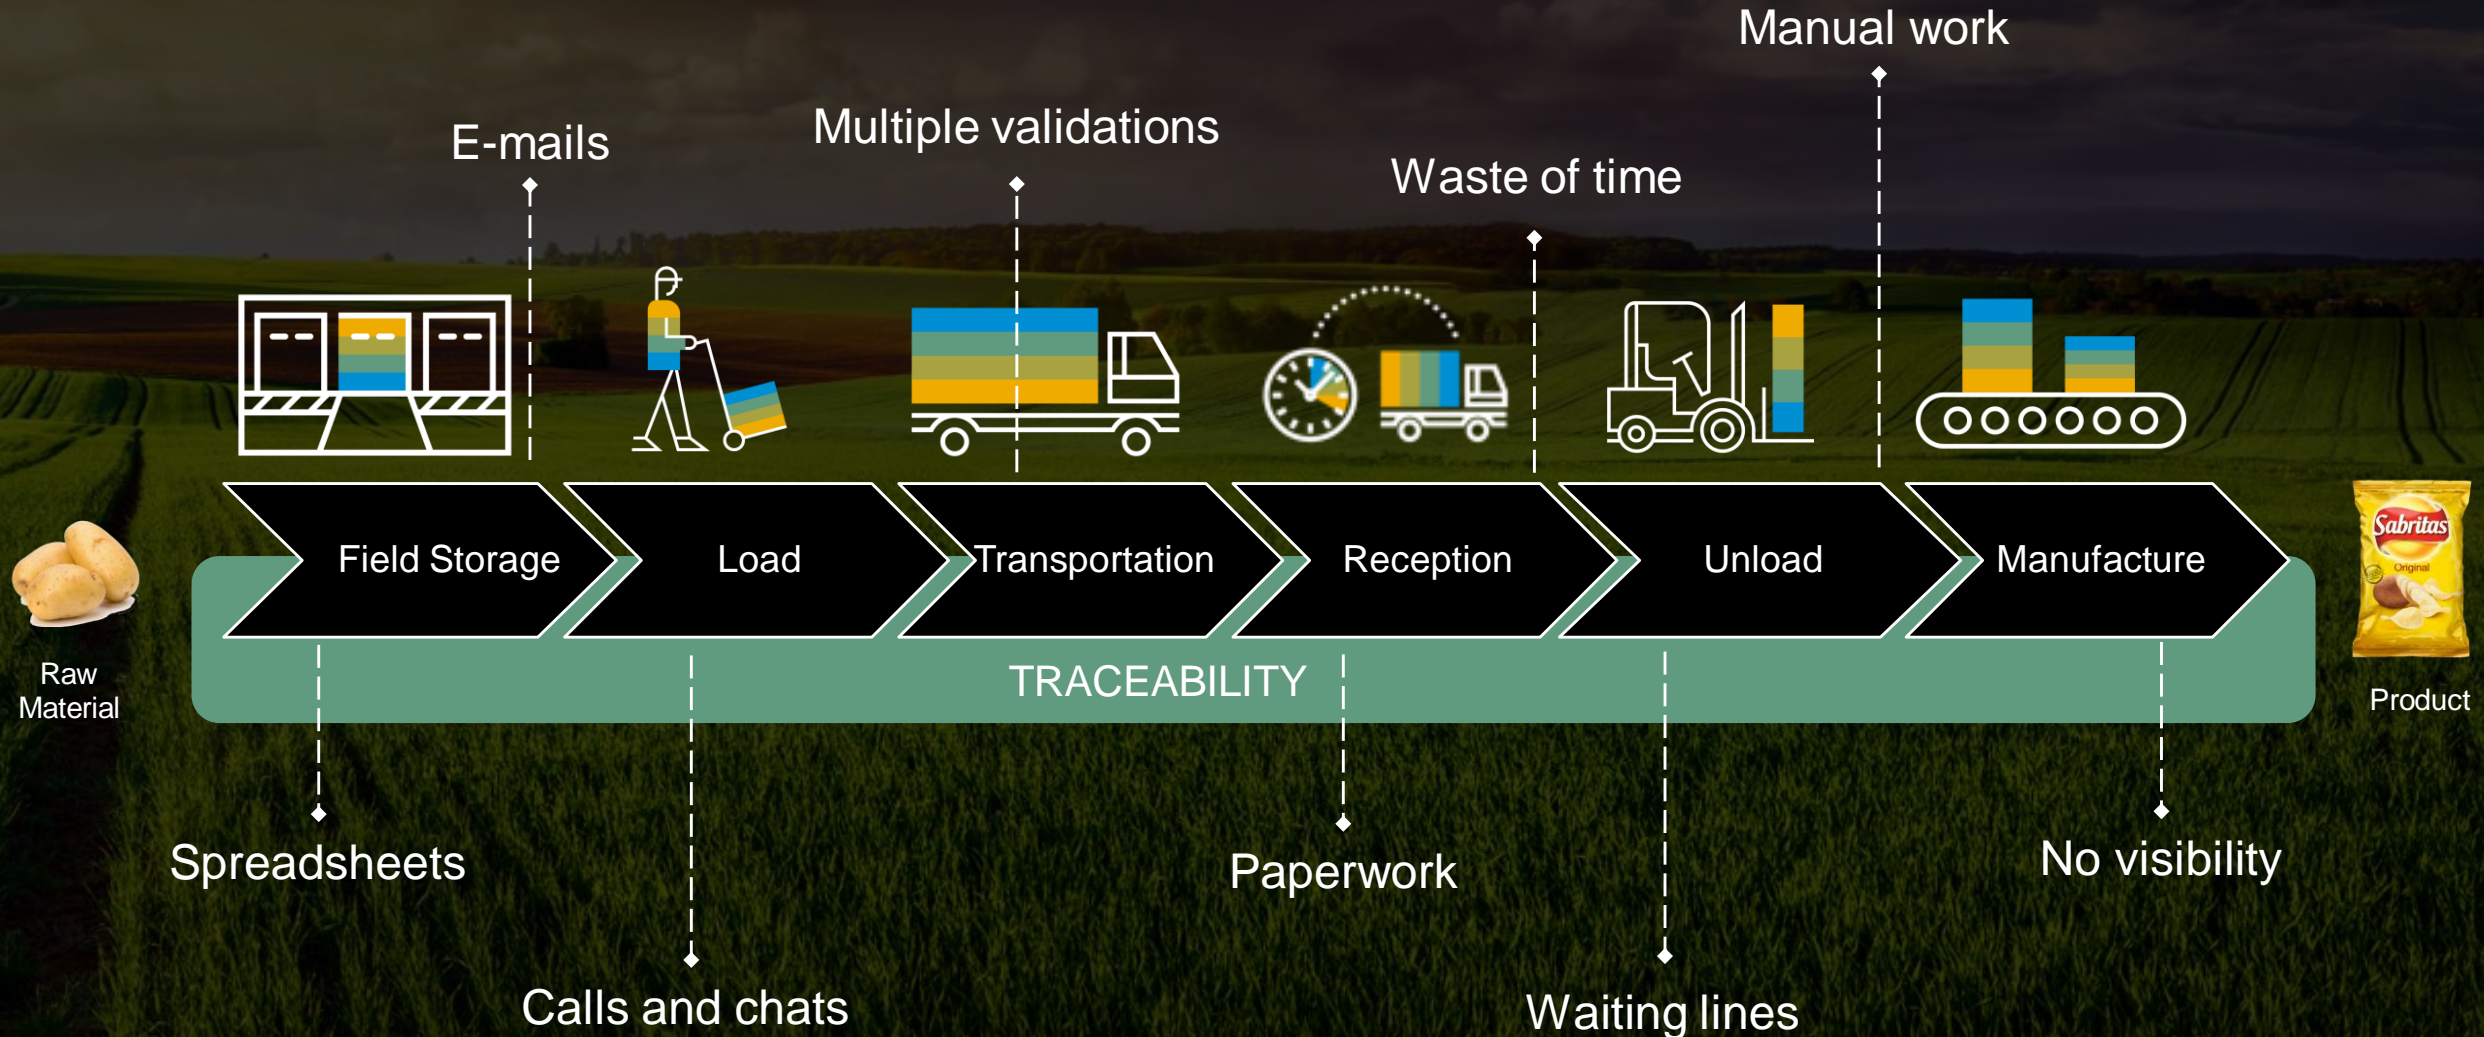 Manual work
E-mails
Multiple validations
Waste of time
Field Storage
Load
Transportation
Reception
Unload
Manufacture
Sabritas
Original
Raw
Material
TRACEABILITY
Product
Spreadsheets
Paperwork
No visibility
Calls and chats
Waiting lines